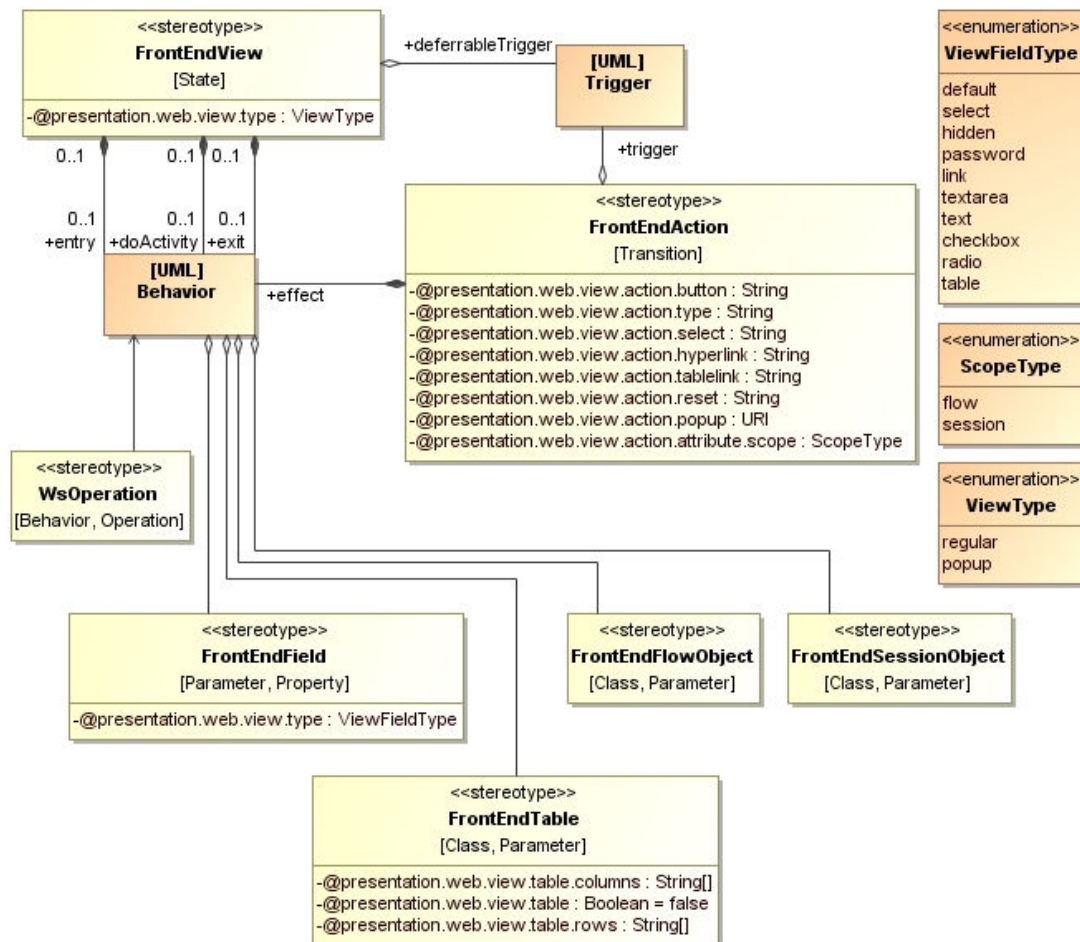 <<stereotype>>
FrontEndView
[State]
-@presentation.web.view.type : ViewType
+deferrableTrigger
[UML]
Trigger
+trigger
0..1
0..1
0..1
0..1
0..1
0..1
+entry
+doActivity
+exit
[UML]
Behavior
+effect
<<stereotype>>
FrontEndAction
[Transition]
-@presentation.web.view.action.button : String
-@presentation.web.view.action.type : String
-@presentation.web.view.action.select : String
-@presentation.web.view.action.hyperlink : String
-@presentation.web.view.action.tablelink : String
-@presentation.web.view.action.reset : String
-@presentation.web.view.action.popup : URI
-@presentation.web.view.action.attribute.scope : ScopeType
<<enumeration>>
ViewFieldType
default
select
hidden
password
link
textarea
text
checkbox
radio
table
<<enumeration>>
ScopeType
flow
session
<<enumeration>>
ViewType
regular
popup
<<stereotype>>
WsOperation
[Behavior, Operation]
<<stereotype>>
FrontEndField
[Parameter, Property]
-@presentation.web.view.type : ViewFieldType
<<stereotype>>
FrontEndFlowObject
[Class, Parameter]
<<stereotype>>
FrontEndSessionObject
[Class, Parameter]
<<stereotype>>
FrontEndTable
[Class, Parameter]
-@presentation.web.view.table.columns : String[]
-@presentation.web.view.table : Boolean = false
-@presentation.web.view.table.rows : String[]